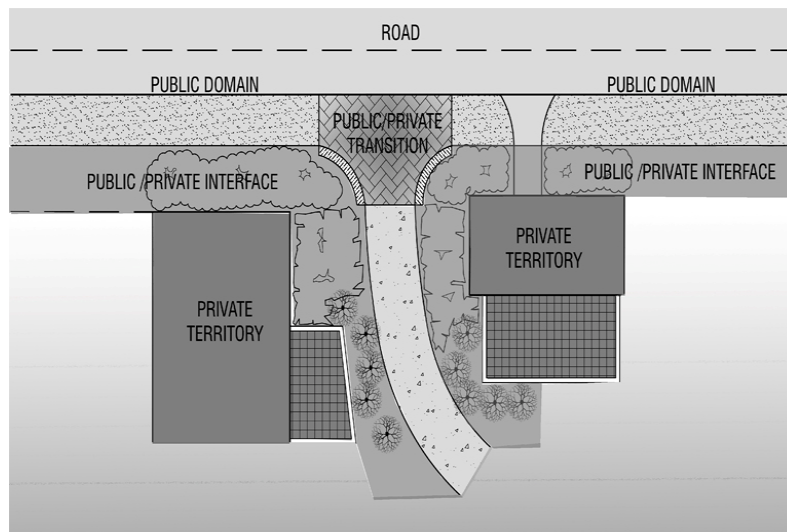 ROAD
PUBLIC DOMAIN
PUBLIC DOMAIN
PUBLIC/PRIVATE
TRANSITION
PUBLIC /PRIVATE INTERFACE
PUBLIC /PRIVATE INTERFACE
PRIVATE
TERRITORY
PRIVATE
TERRITORY